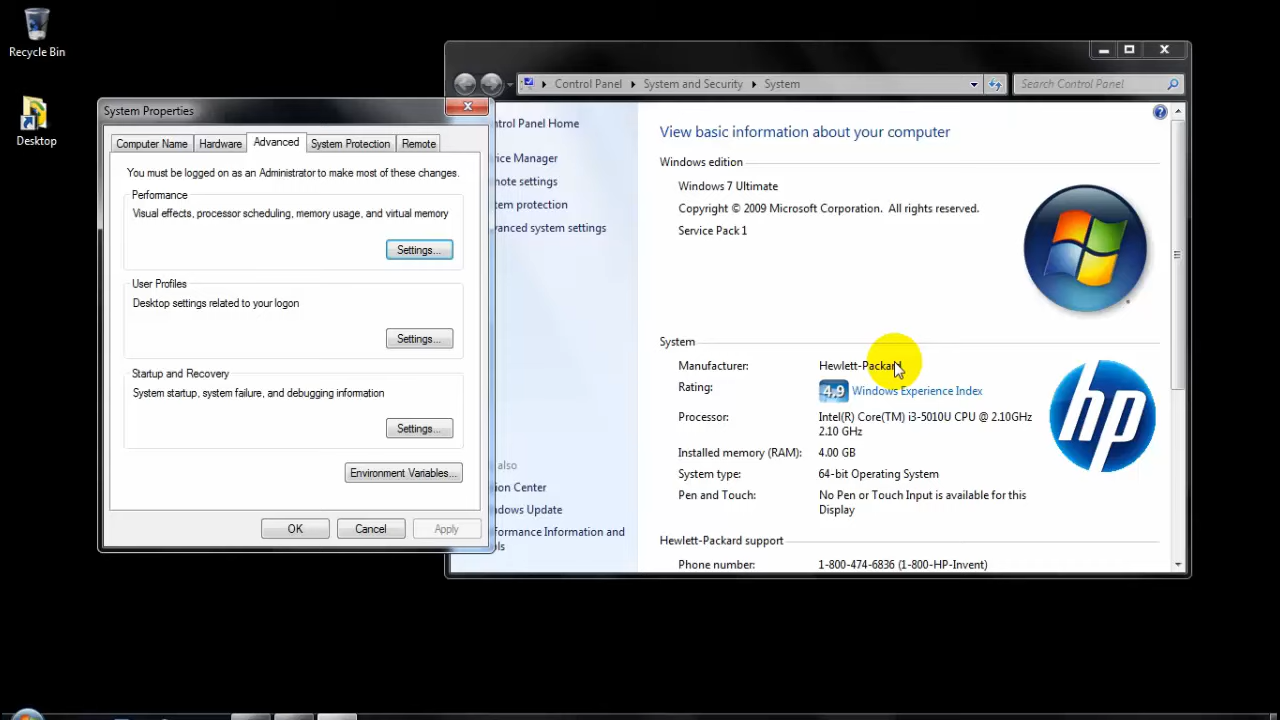 Recycle Bin
Desktop
System Properties
Computer Name
Hardware
Advanced
System Protection
Remote
You must be logged on as an Administrator to make most of these changes.
Performance
Visual effects, processor scheduling, memory usage, and virtual memory
Settings...
User Profiles
Desktop settings related to your logon
Settings...
Startup and Recovery
System startup, system failure, and debugging information
Settings...
Environment Variables...
OK
Cancel
Apply
Control Panel
System and Security
System
Search Control Panel
ntrol Panel Home
vice Manager
mote settings
tem protection
vanced system settings
also
tion Center
ndows Update
formance Information and
ols
View basic information about your computer
Windows edition
Windows 7 Ultimate
Copyright © 2009 Microsoft Corporation. All rights reserved.
Service Pack 1
System
Manufacturer: Hewlett-Packard
Rating: 4,9 Windows Experience Index
Processor: Intel(R) Core(TM) i3-5010U CPU @ 2.10GHz
2.10 GHz
Installed memory (RAM): 4.00 GB
System type: 64-bit Operating System
Pen and Touch: No Pen or Touch Input is available for this
Display
Hewlett-Packard support
Phone number: 1-800-474-6836 (1-800-HP-Invent)
hp